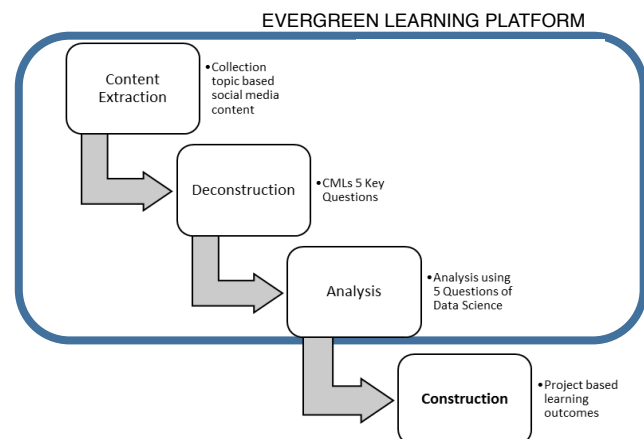 EVERGREEN LEARNING PLATFORM
Content
Extraction
•Collection
topic based
social media
content
Deconstruction
•CMLs 5 Key
Questions
Analysis
•Analysis using
5 Questions of
Data Science
Construction
•Project based
learning
outcomes